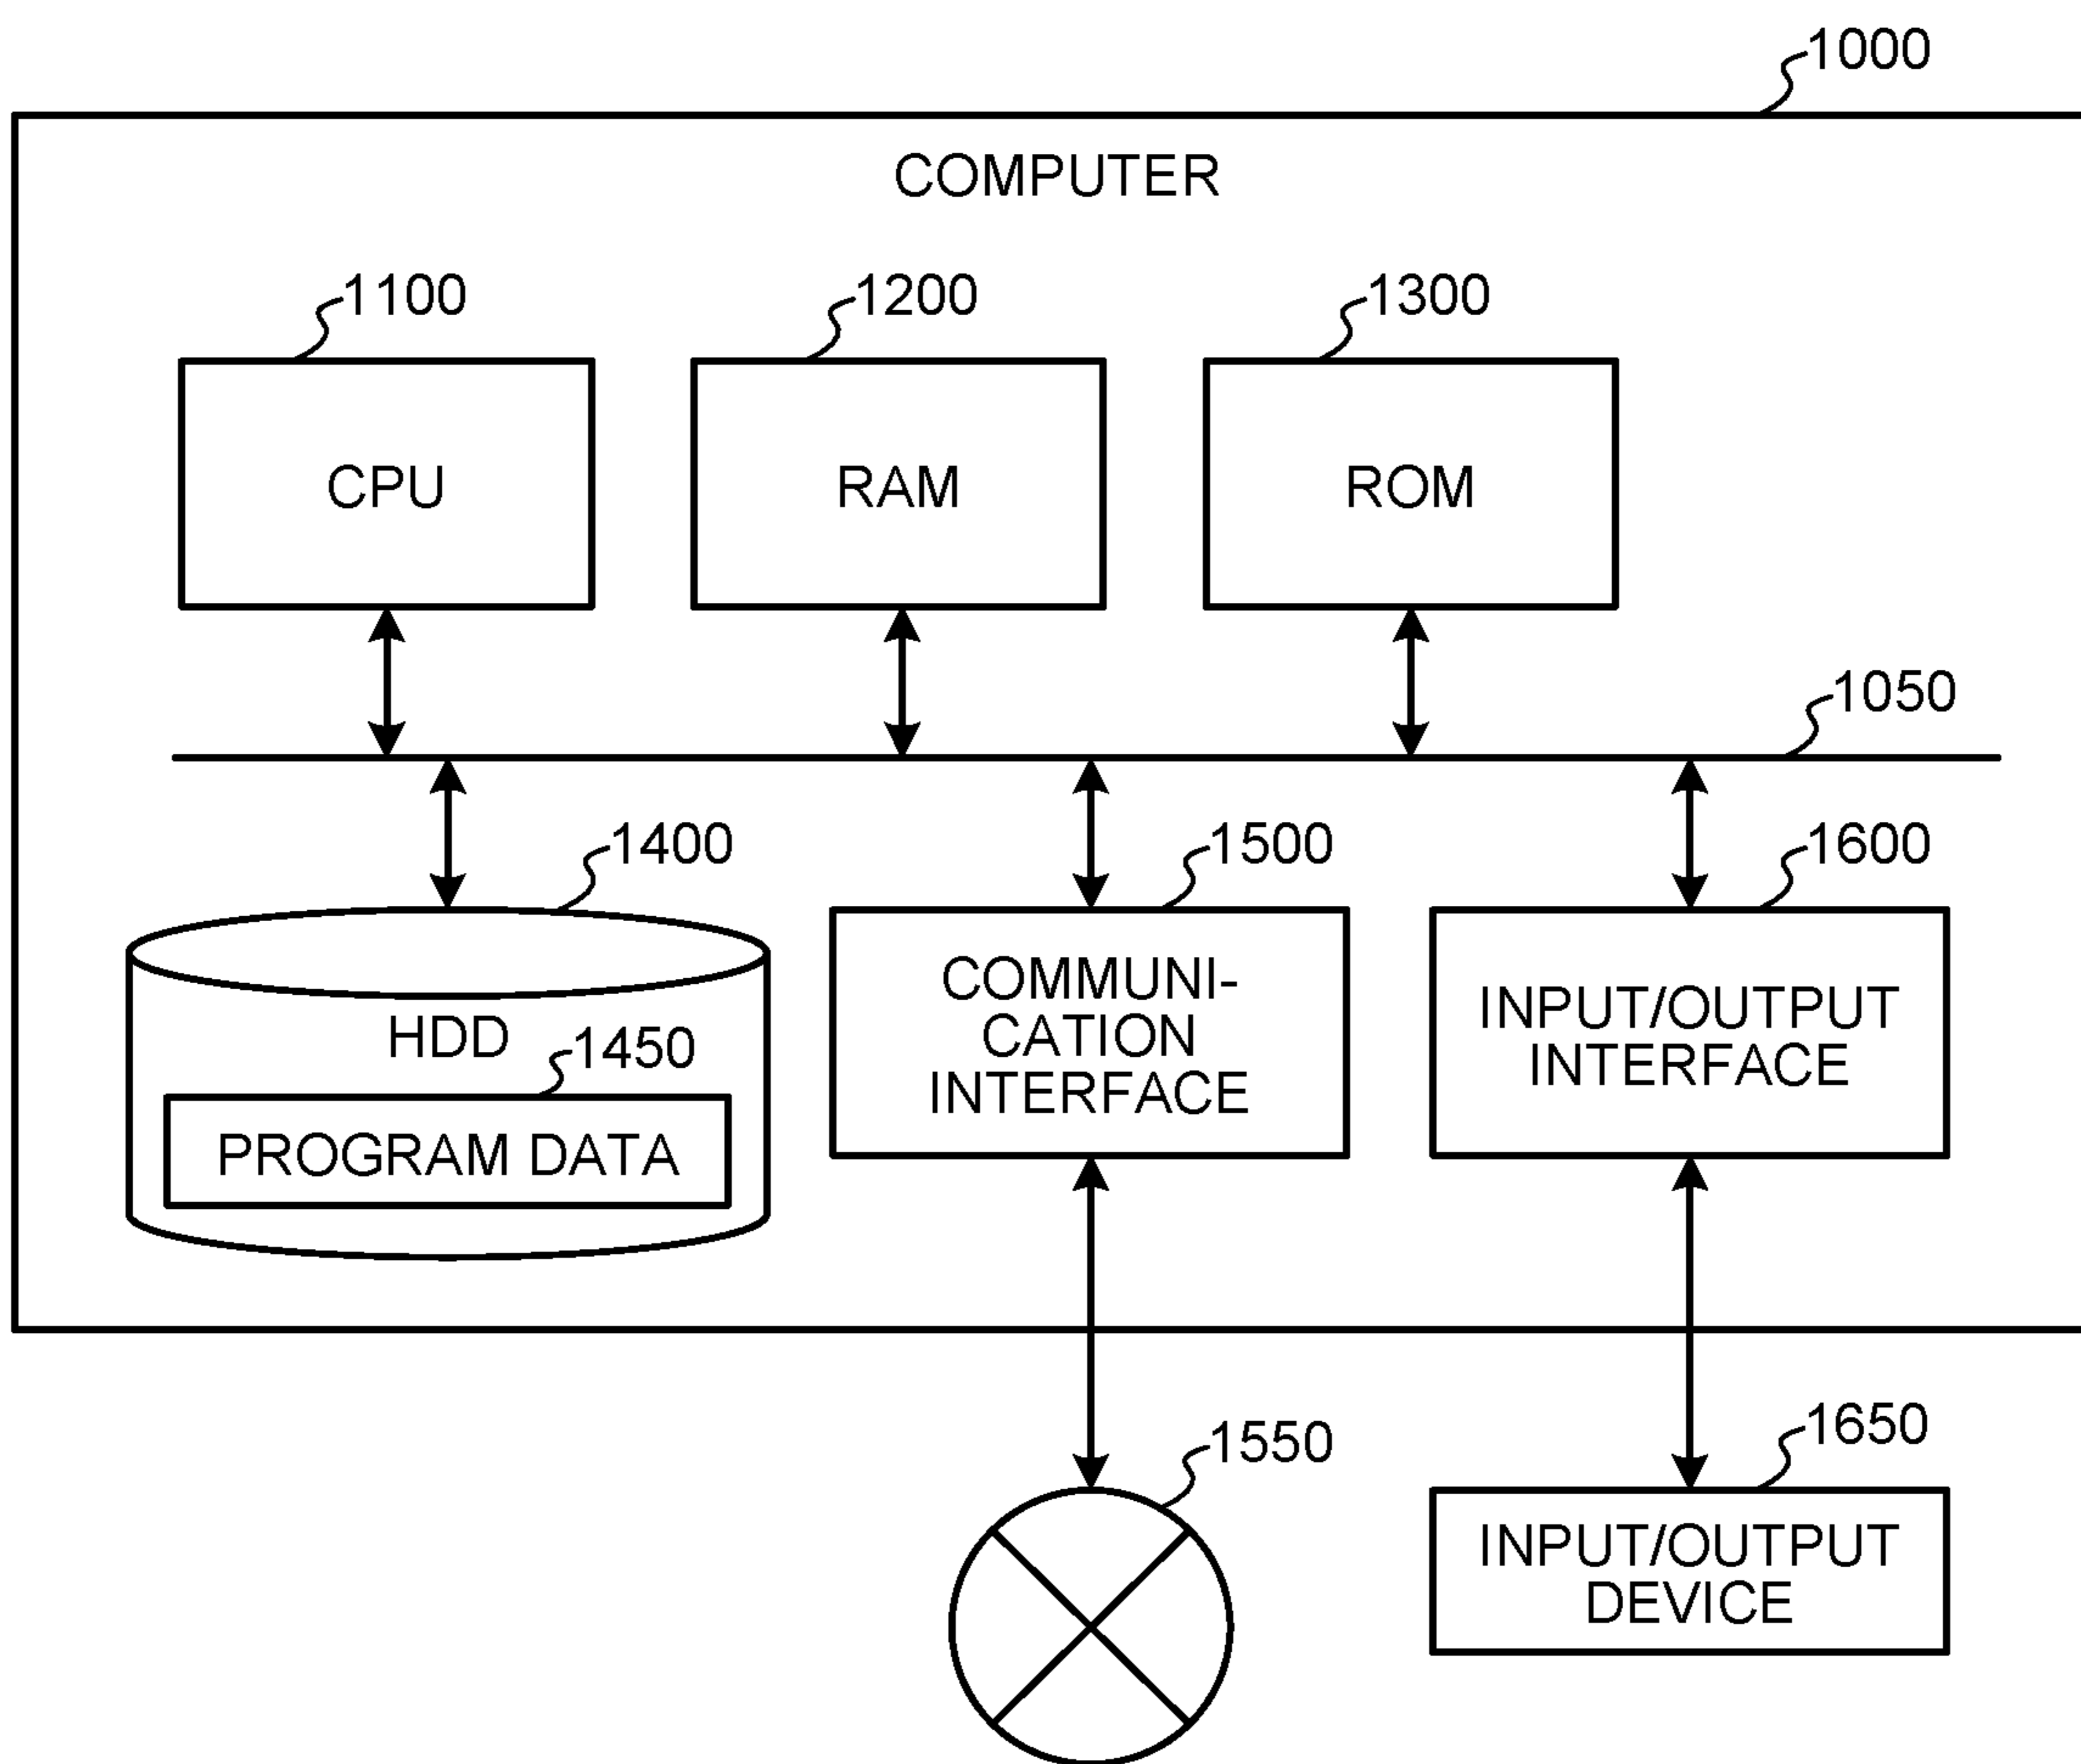 1000
COMPUTER
1100
1200
1300
CPU
RAM
ROM
1050
1400
1500
1600
HDD
1450
PROGRAM DATA
COMMUNI-
CATION
INTERFACE
INPUT/OUTPUT
INTERFACE
1550
1650
INPUT/OUTPUT
DEVICE